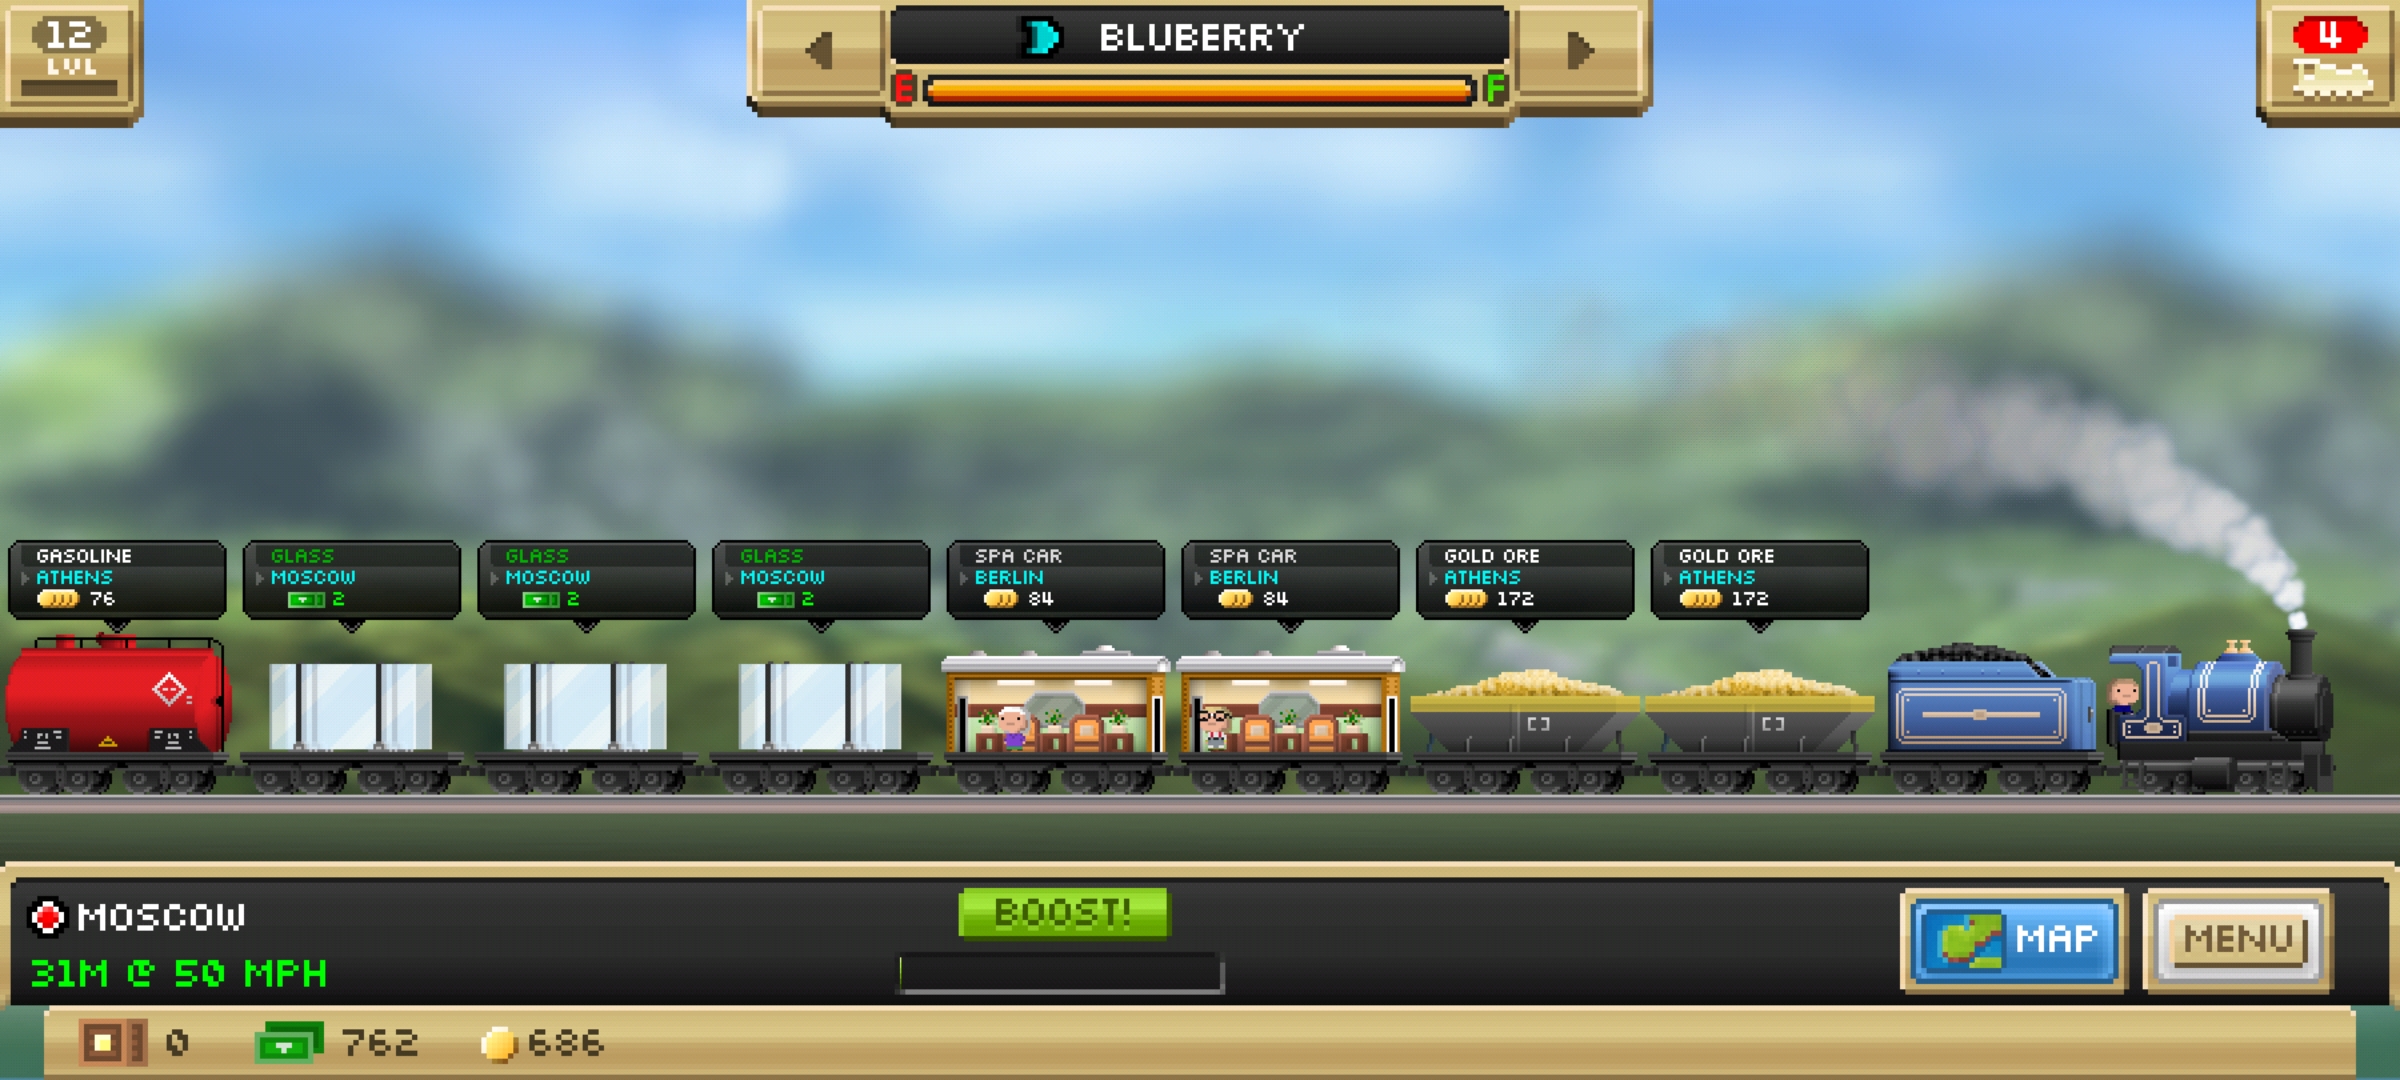 12
LVL
BLUBERRY
E F
4
GASOLINE
ATHENS
76
GLASS
MOSCOW
2
GLASS
MOSCOW
2
GLASS
MOSCOW
2
SPA CAR
BERLIN
84
SPA CAR
BERLIN
84
GOLD ORE
ATHENS
172
GOLD ORE
ATHENS
172
MOSCOW
31M @ 50 MPH
BOOST!
MAP
MENU
0
762
686